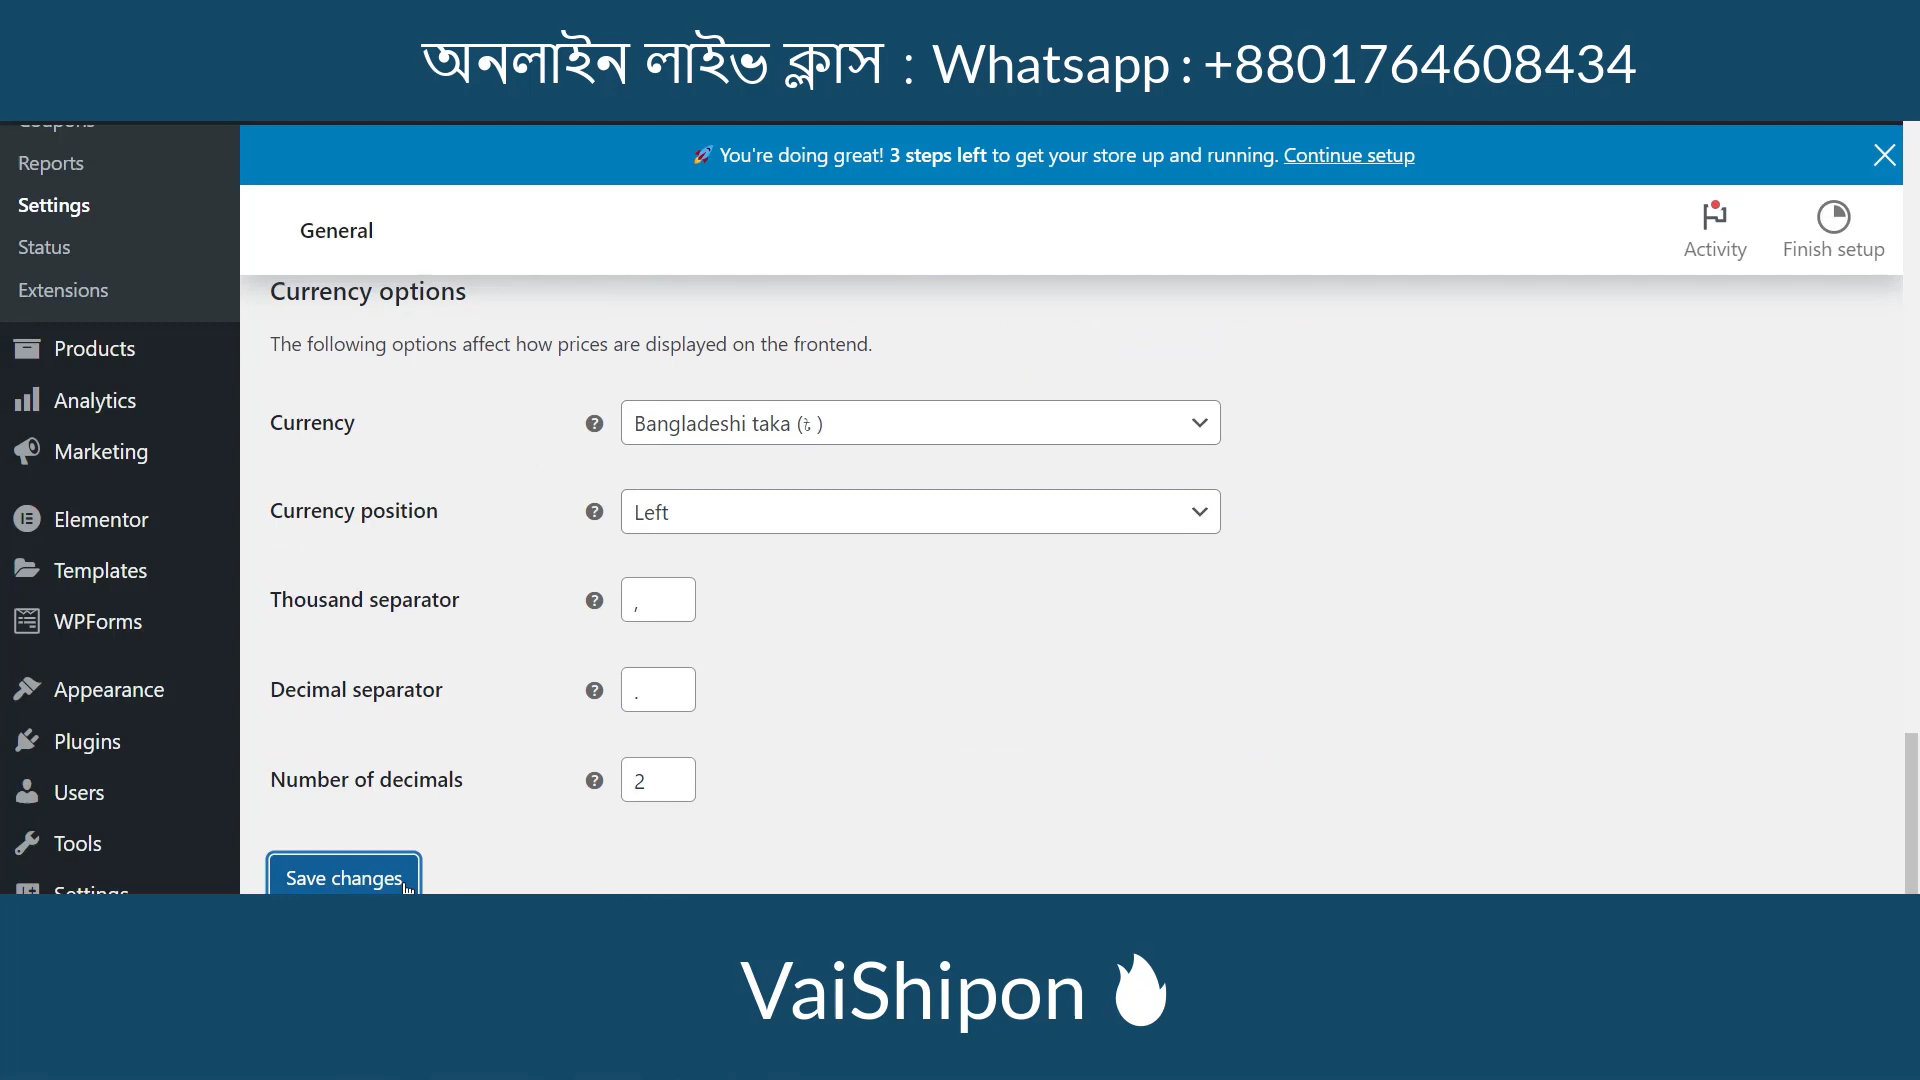 অনলাইন লাইভ ক্লাস : Whatsapp : +8801764608434
Coupons
Reports
Settings
Status
Extensions
Products
Analytics
Marketing
Elementor
Templates
WPForms
Appearance
Plugins
Users
Tools
Settings
🚀 You're doing great! 3 steps left to get your store up and running. Continue setup
General
Activity
Finish setup
Currency options
The following options affect how prices are displayed on the frontend.
Currency
Bangladeshi taka (৳ )
Currency position
Left
Thousand separator
,
Decimal separator
.
Number of decimals
2
Save changes
VaiShipon